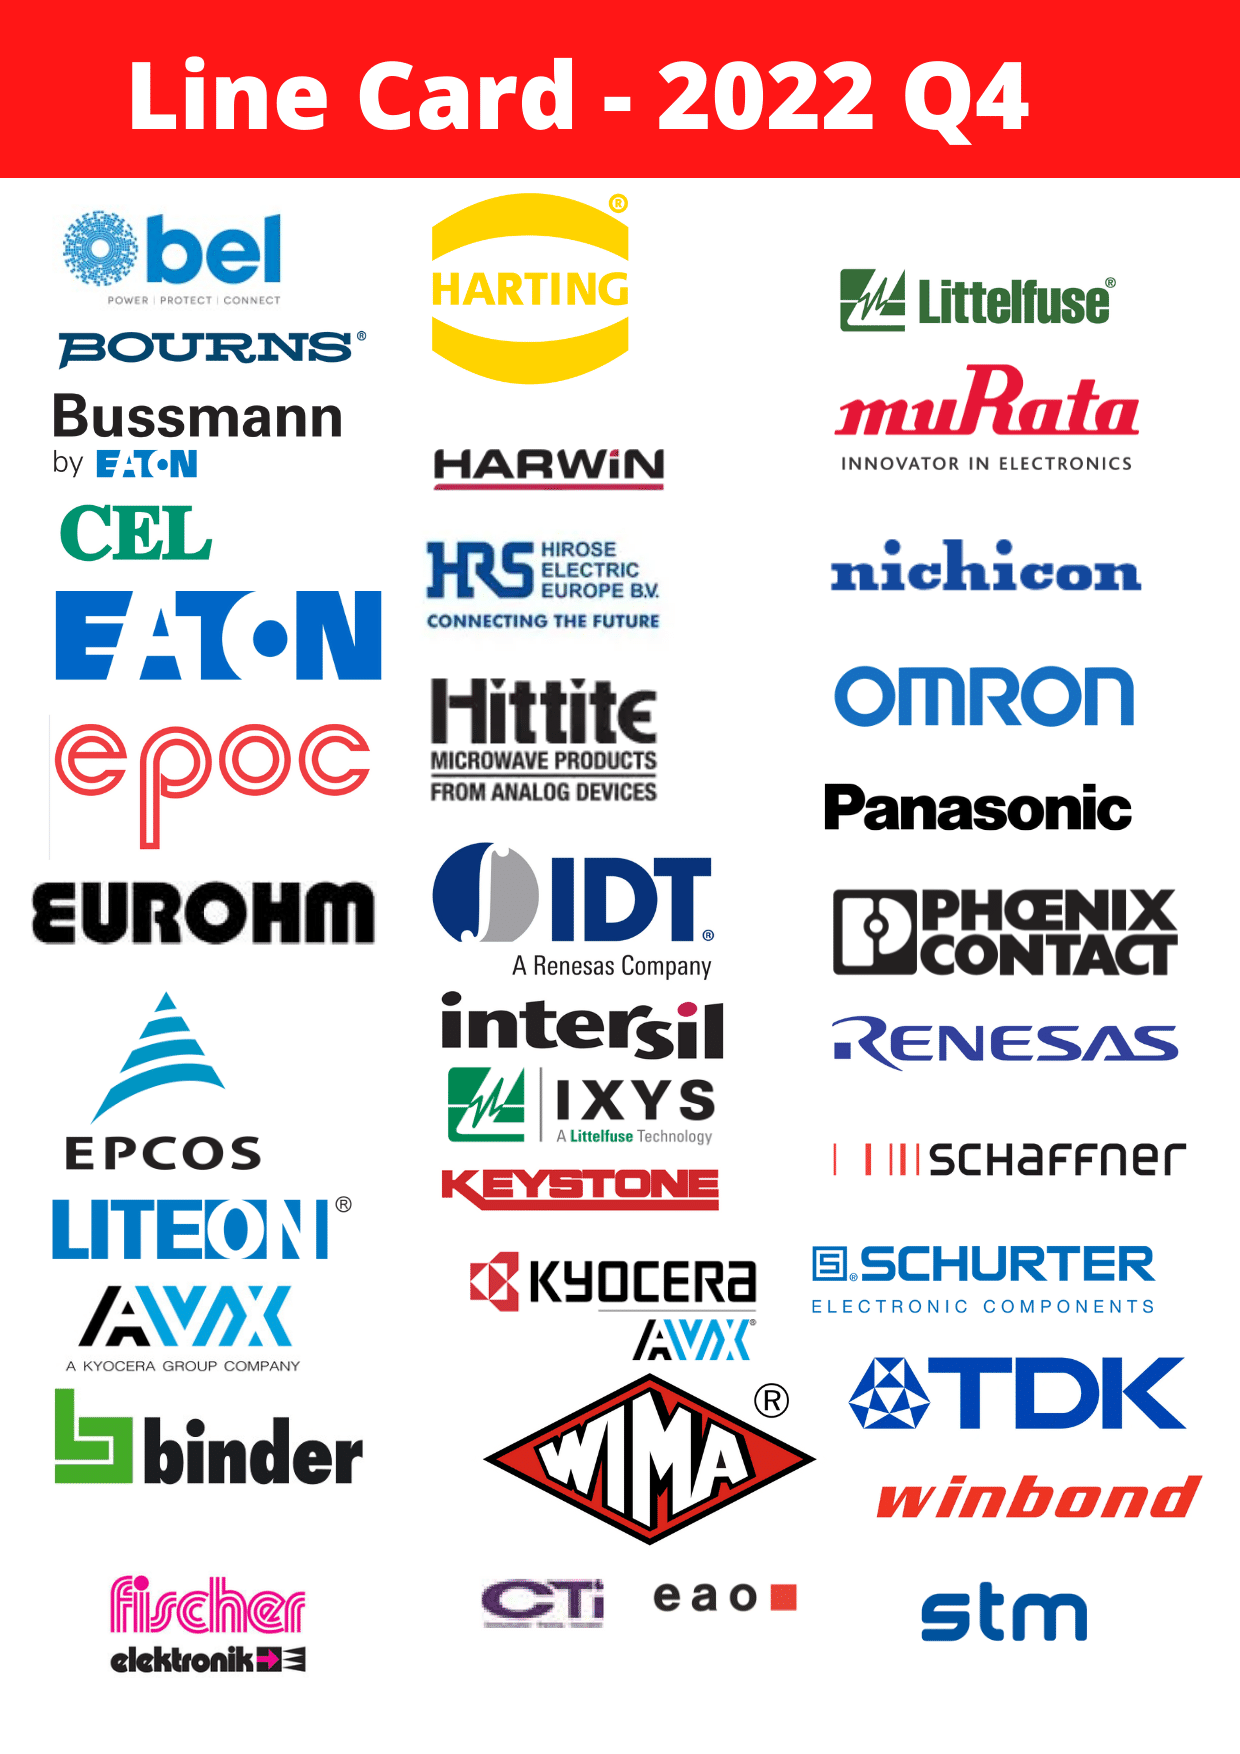 Line Card - 2022 Q4
bel
POWER | PROTECT | CONNECT
BOURNS®
Bussmann
by EATON
CEL
EATON
epoc
EUROHM
EPCOS
LITEON®
AVX
A KYOCERA GROUP COMPANY
binder
fischer
elektronik
HARTING®
HARWiN
HRS HIROSE
ELECTRIC
EUROPE B.V.
CONNECTING THE FUTURE
Hittite
MICROWAVE PRODUCTS
FROM ANALOG DEVICES
IDT®
A Renesas Company
intersil
IXYS
A Littelfuse Technology
KEYSTONE
KYOCERa
AVX®
WIMA®
CTi
eao
Littelfuse®
muRata
INNOVATOR IN ELECTRONICS
nichicon
OMRON
Panasonic
PHŒNIX
CONTACT
RENESAS
SCHaFFner
S® SCHURTER
ELECTRONIC COMPONENTS
TDK
winbond
stm